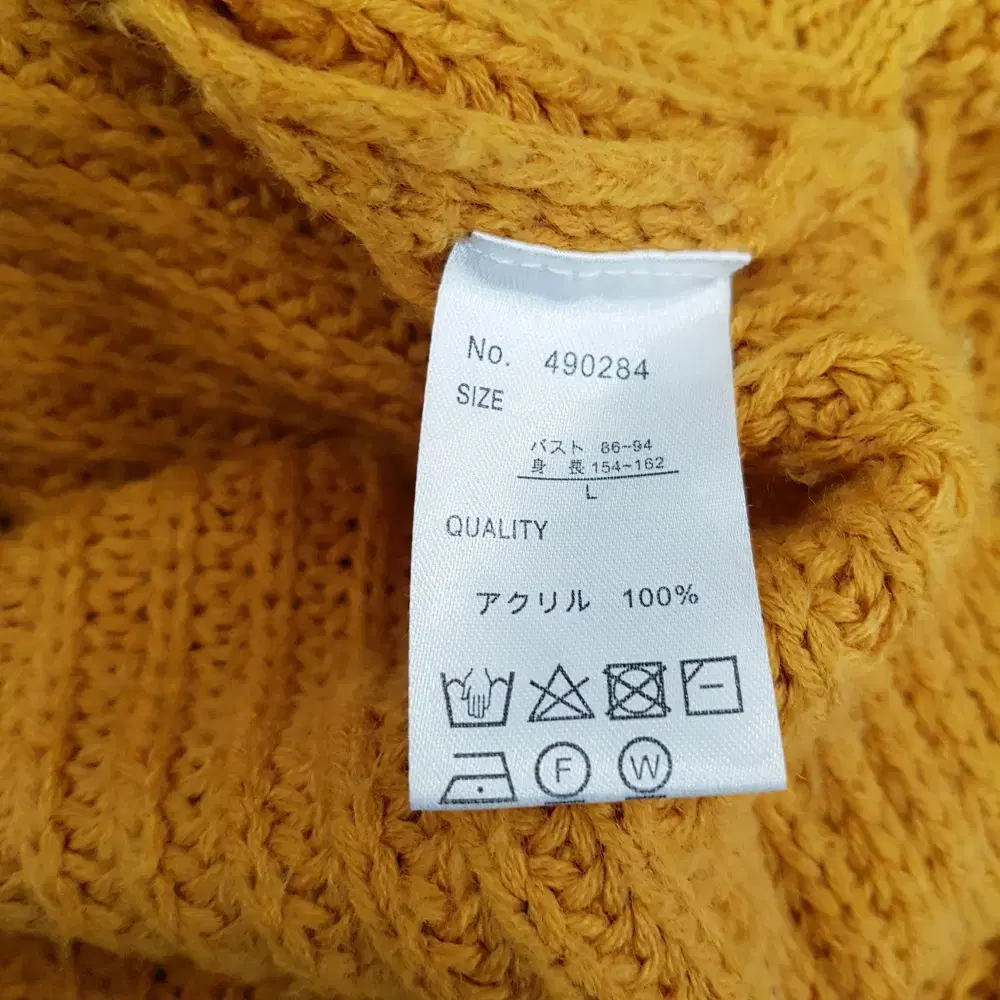 No. 490284
SIZE
バスト 86-94
身 長 154~162
L
QUALITY
アクリル 100%
F W